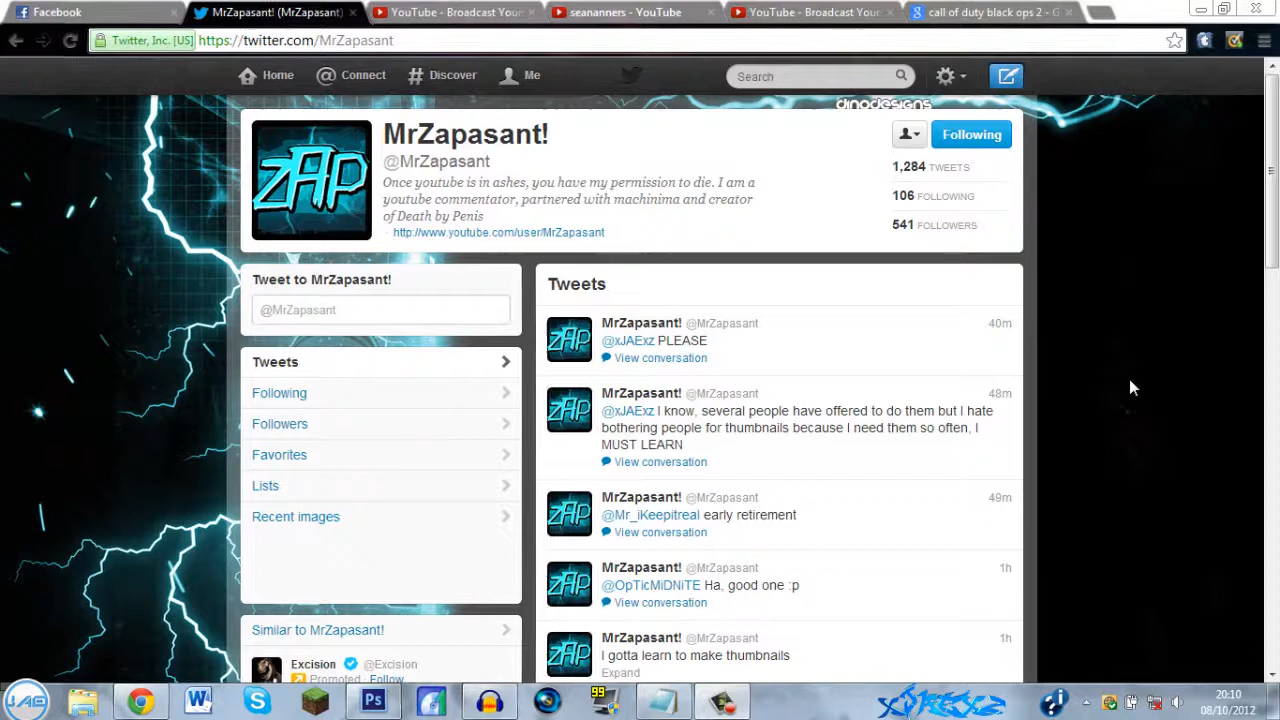 Facebook
MrZapasant! (MrZapasant)
YouTube - Broadcast Your
seananners - YouTube
YouTube - Broadcast Your
call of duty black ops 2 - G
Twitter, Inc. [US]
https://twitter.com/MrZapasant
Home
Connect
Discover
Me
Search
dinodesigns
ZAP
MrZapasant!
@MrZapasant
Once youtube is in ashes, you have my permission to die. I am a
youtube commentator, partnered with machinima and creator
of Death by Penis
http://www.youtube.com/user/MrZapasant
Following
1,284 TWEETS
106 FOLLOWING
541 FOLLOWERS
Tweet to MrZapasant!
@MrZapasant
Tweets
Following
Followers
Favorites
Lists
Recent images
Similar to MrZapasant!
Excision @Excision
Promoted · Follow
Tweets
MrZapasant! @MrZapasant 40m
@xJAExz PLEASE
View conversation
MrZapasant! @MrZapasant 48m
@xJAExz I know, several people have offered to do them but I hate
bothering people for thumbnails because I need them so often, I
MUST LEARN
View conversation
MrZapasant! @MrZapasant 49m
@Mr_iKeepitreal early retirement
View conversation
MrZapasant! @MrZapasant 1h
@OpTicMiDNiTE Ha, good one :p
View conversation
MrZapasant! @MrZapasant 1h
I gotta learn to make thumbnails
Expand
Ps
99
20:10
08/10/2012